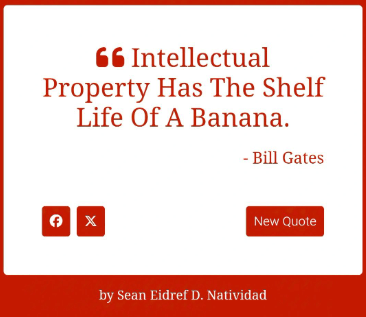 ❝ Intellectual
Property Has The Shelf
Life Of A Banana.
- Bill Gates
New Quote
by Sean Eidref D. Natividad